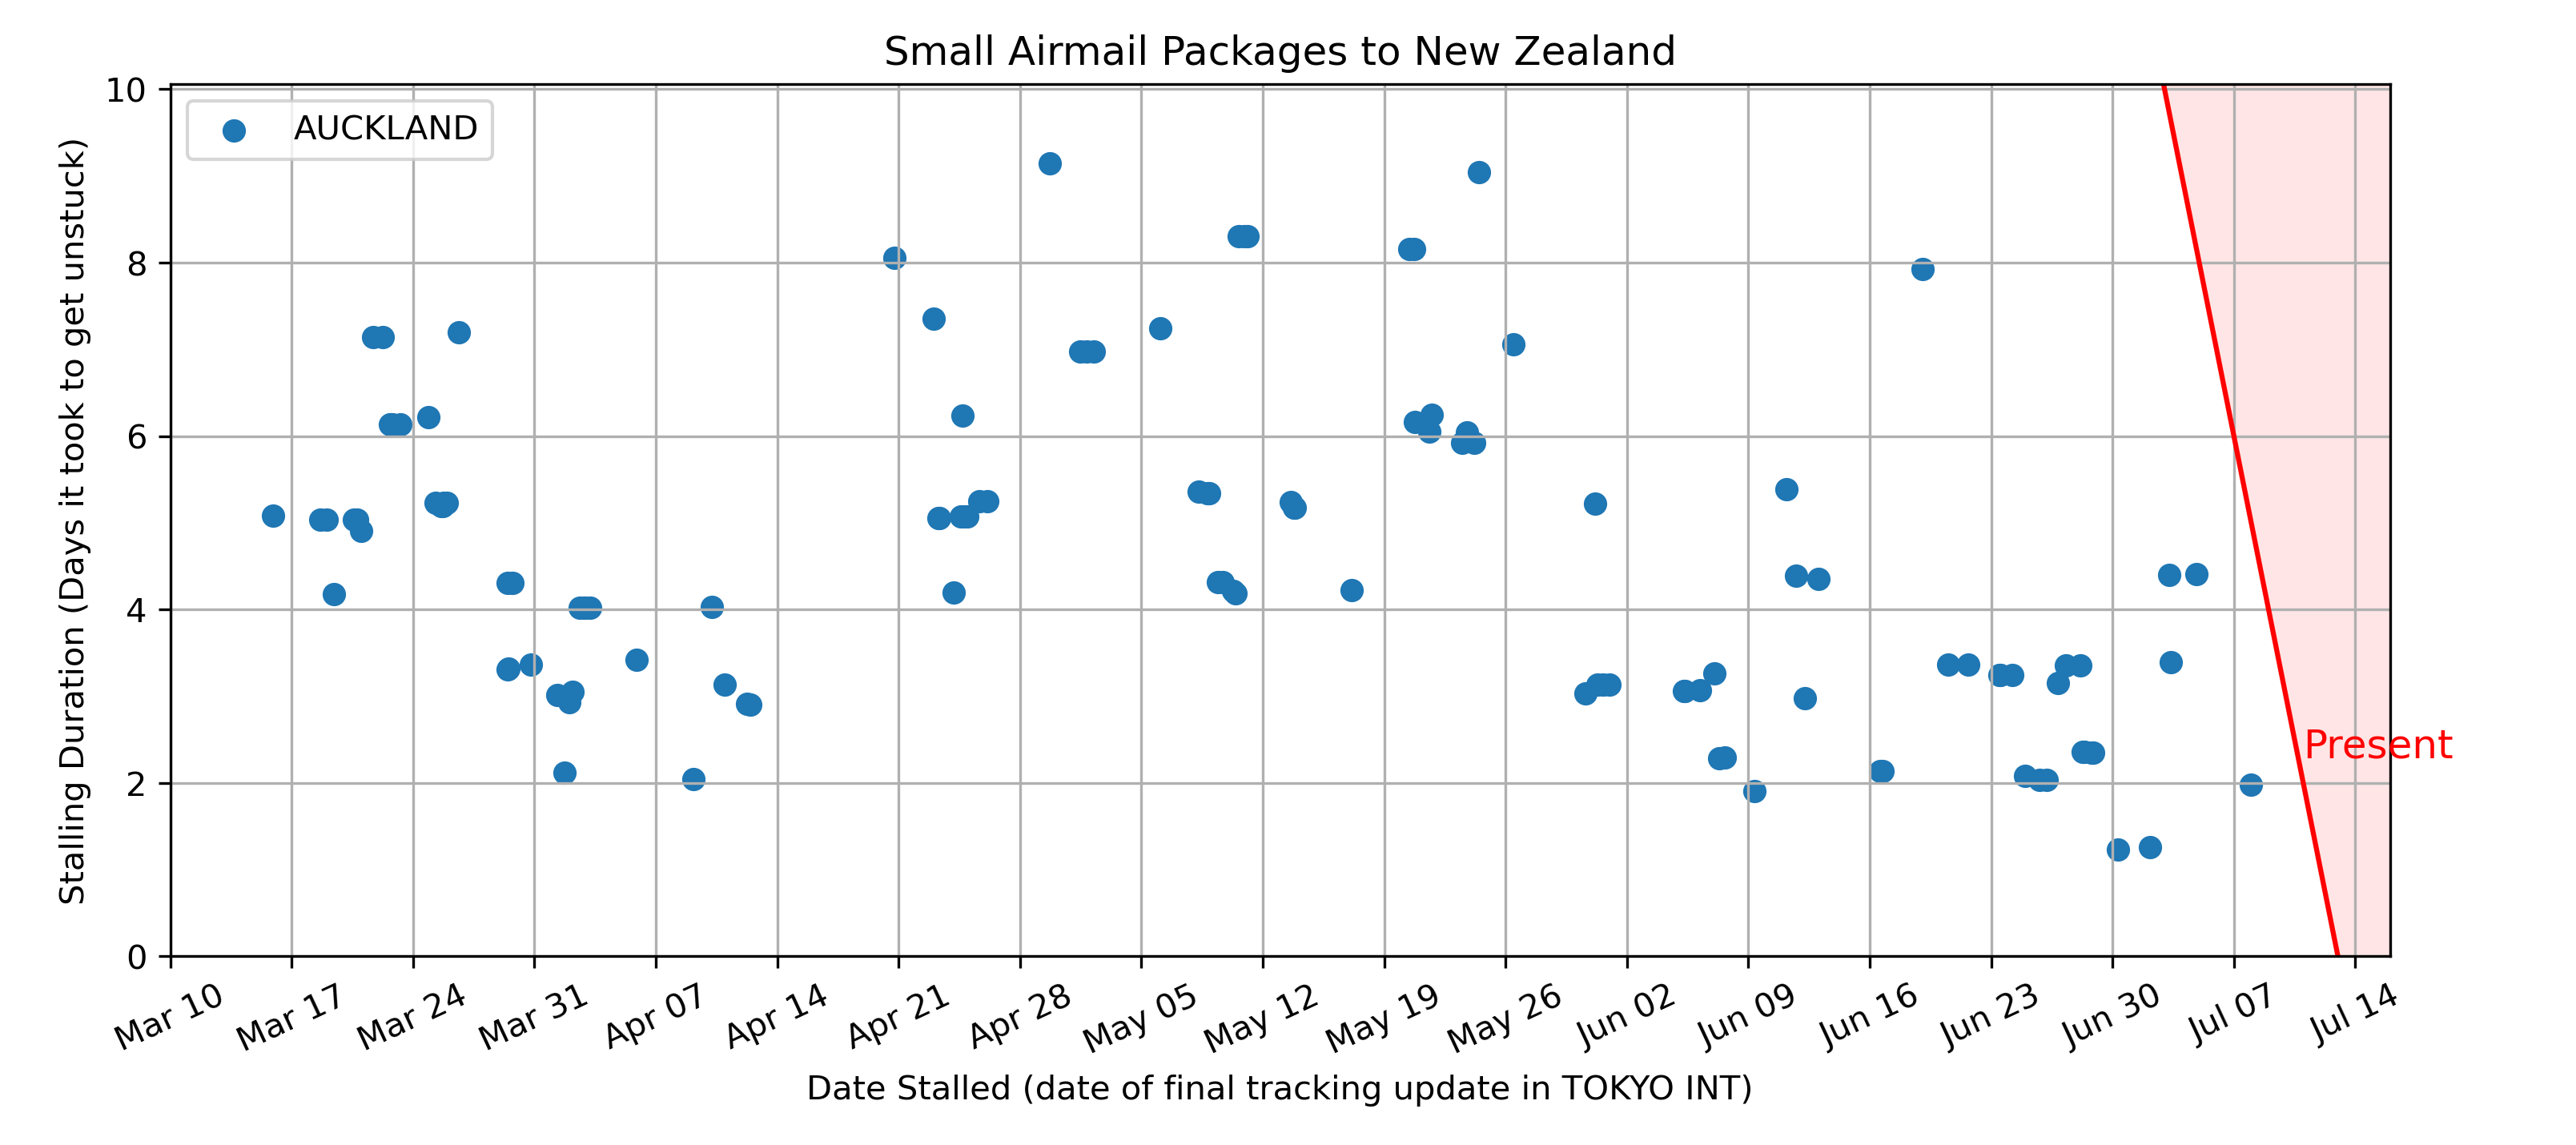 Small Airmail Packages to New Zealand
AUCKLAND
Stalling Duration (Days it took to get unstuck)
10
8
6
4
2
0
Present
Mar 10
Mar 17
Mar 24
Mar 31
Apr 07
Apr 14
Apr 21
Apr 28
May 05
May 12
May 19
May 26
Jun 02
Jun 09
Jun 16
Jun 23
Jun 30
Jul 07
Jul 14
Date Stalled (date of final tracking update in TOKYO INT)